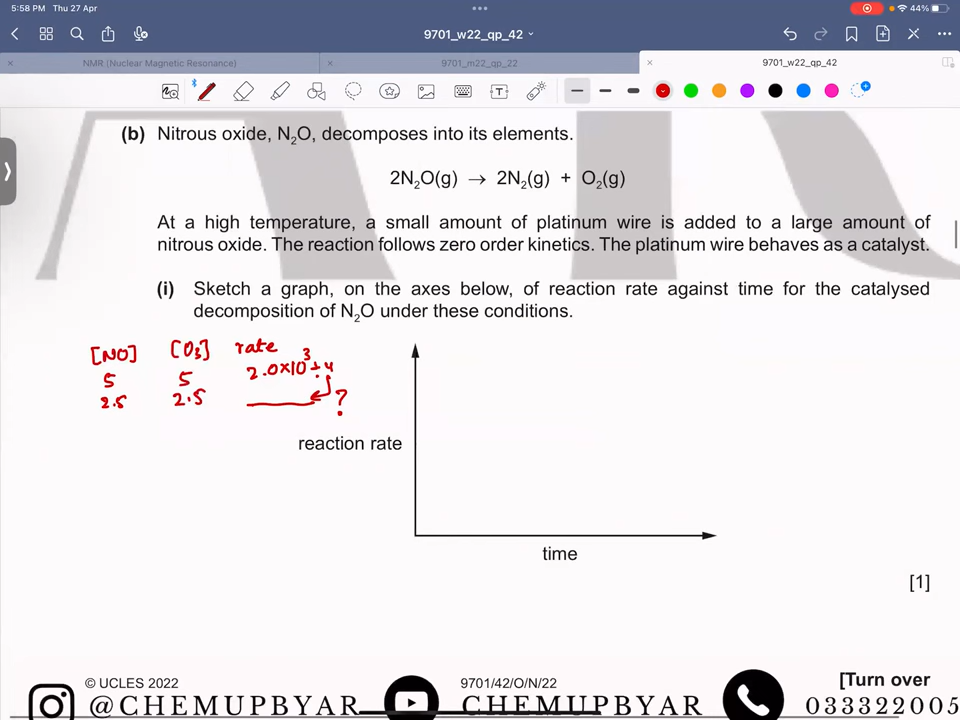 5:58 PM Thu 27 Apr
44%
9701_w22_qp_42
NMR (Nuclear Magnetic Resonance)
9701_m22_qp_22
9701_w22_qp_42
(b) Nitrous oxide, N₂O, decomposes into its elements.
2N₂O(g) → 2N₂(g) + O₂(g)
At a high temperature, a small amount of platinum wire is added to a large amount of
nitrous oxide. The reaction follows zero order kinetics. The platinum wire behaves as a catalyst.
(i) Sketch a graph, on the axes below, of reaction rate against time for the catalysed
decomposition of N₂O under these conditions.
[NO] [O₃] rate
5 5 2.0×10³ ÷ 4
2.5 2.5 ?
reaction rate
time
[1]
© UCLES 2022
9701/42/O/N/22
[Turn over
@CHEMUPBYAR
CHEMUPBYAR
033322005